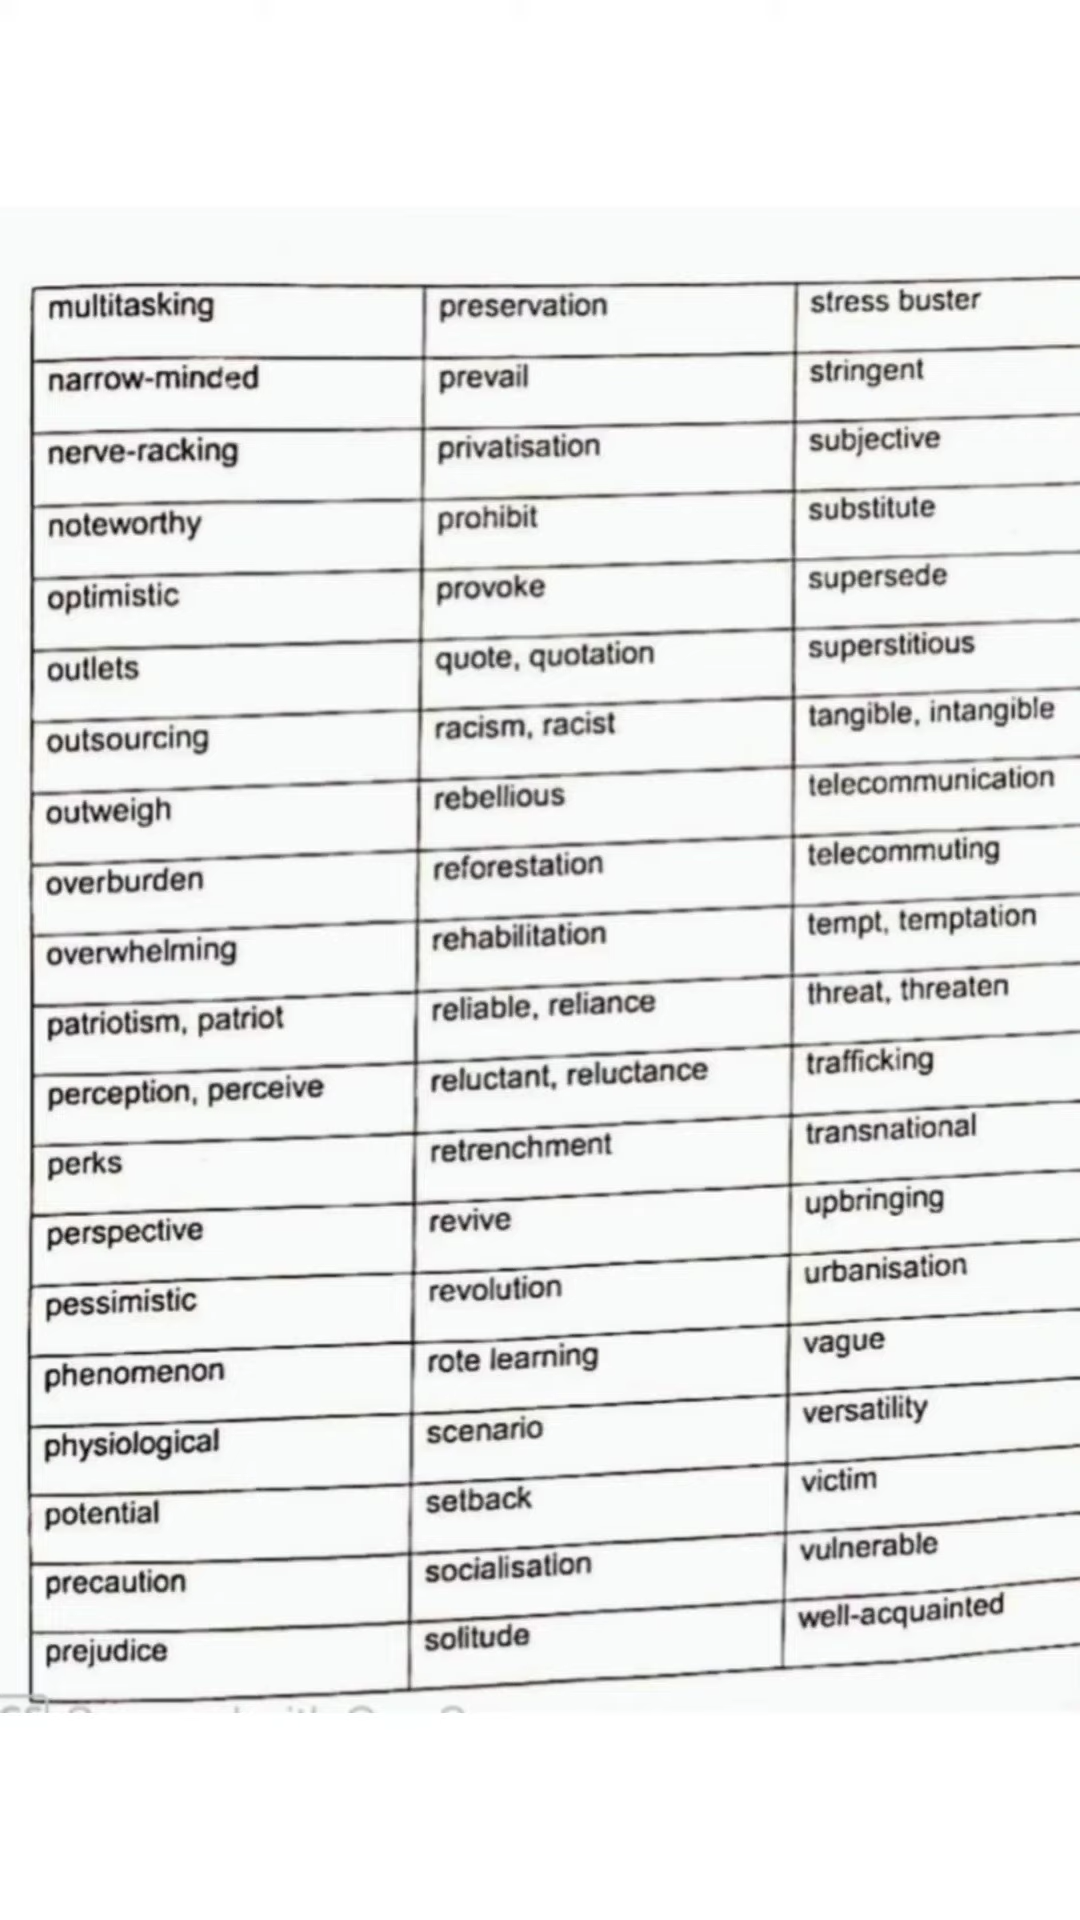 multitasking preservation stress buster
narrow-minded prevail stringent
nerve-racking privatisation subjective
noteworthy prohibit substitute
optimistic provoke supersede
outlets quote, quotation superstitious
outsourcing racism, racist tangible, intangible
outweigh rebellious telecommunication
overburden reforestation telecommuting
overwhelming rehabilitation tempt, temptation
patriotism, patriot reliable, reliance threat, threaten
perception, perceive reluctant, reluctance trafficking
perks retrenchment transnational
perspective revive upbringing
pessimistic revolution urbanisation
phenomenon rote learning vague
physiological scenario versatility
potential setback victim
precaution socialisation vulnerable
prejudice solitude well-acquainted